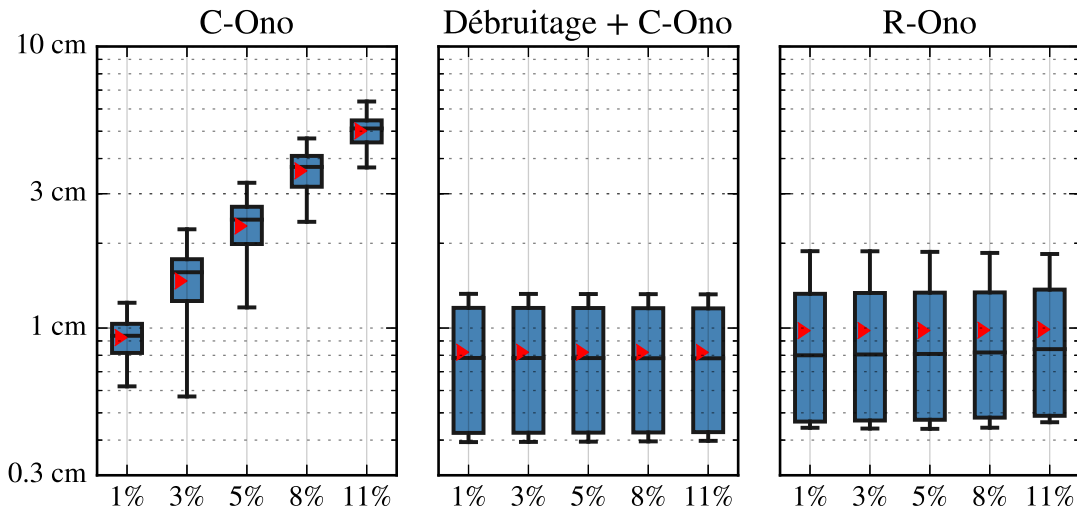 C-Ono Débruitage + C-Ono R-Ono
10 cm
3 cm
1 cm
0.3 cm
1% 3% 5% 8% 11% 1% 3% 5% 8% 11% 1% 3% 5% 8% 11%